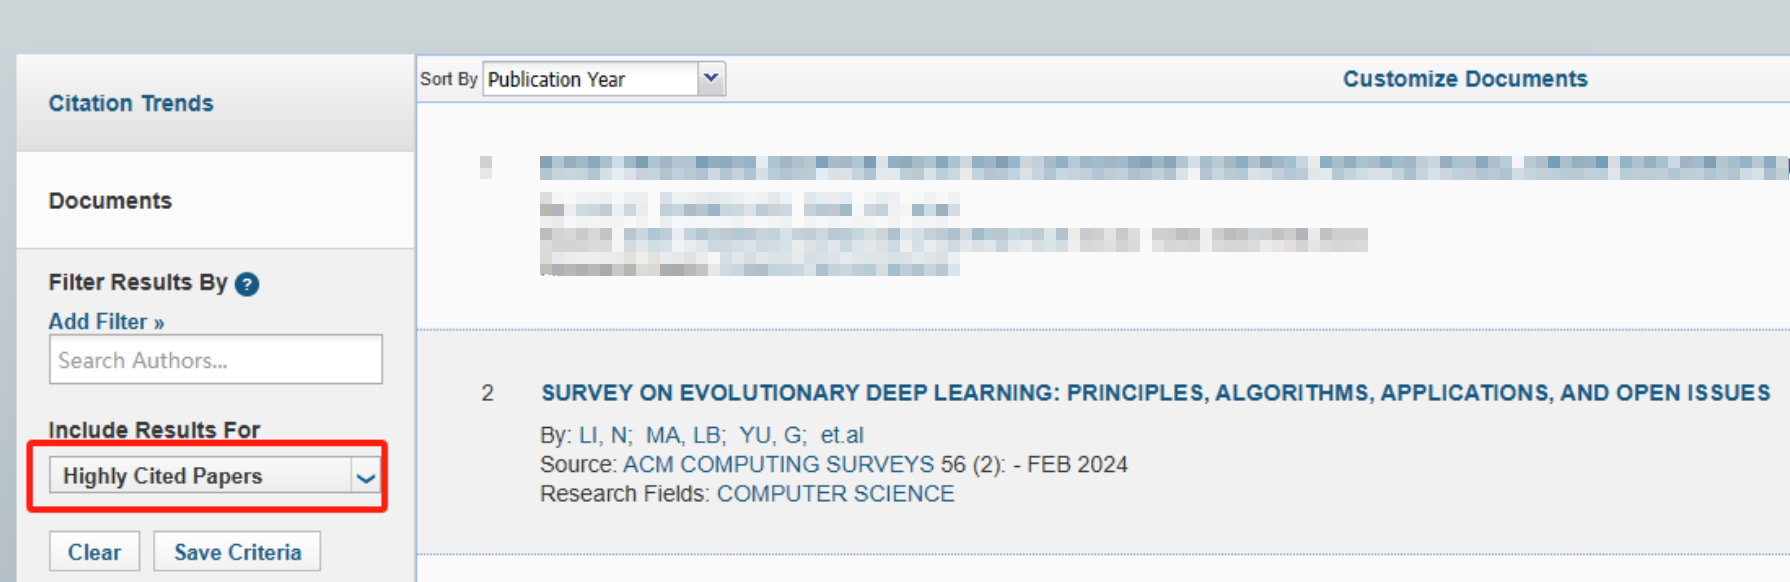 Citation Trends
Documents
Filter Results By ?
Add Filter »
Search Authors...
Include Results For
Highly Cited Papers
Clear Save Criteria
Sort By Publication Year Customize Documents
2 SURVEY ON EVOLUTIONARY DEEP LEARNING: PRINCIPLES, ALGORITHMS, APPLICATIONS, AND OPEN ISSUES
By: LI, N; MA, LB; YU, G; et.al
Source: ACM COMPUTING SURVEYS 56 (2): - FEB 2024
Research Fields: COMPUTER SCIENCE